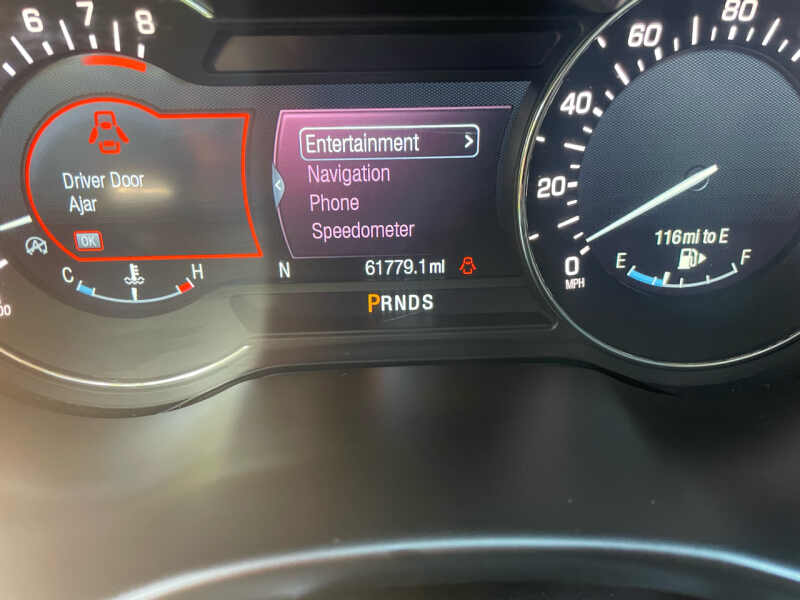 6 7 8
Driver Door
Ajar
OK
C H
Entertainment >
Navigation
Phone
Speedometer
N 61779.1 mi
PRNDS
80
60
40
20
0
MPH
116 mi to E
E F